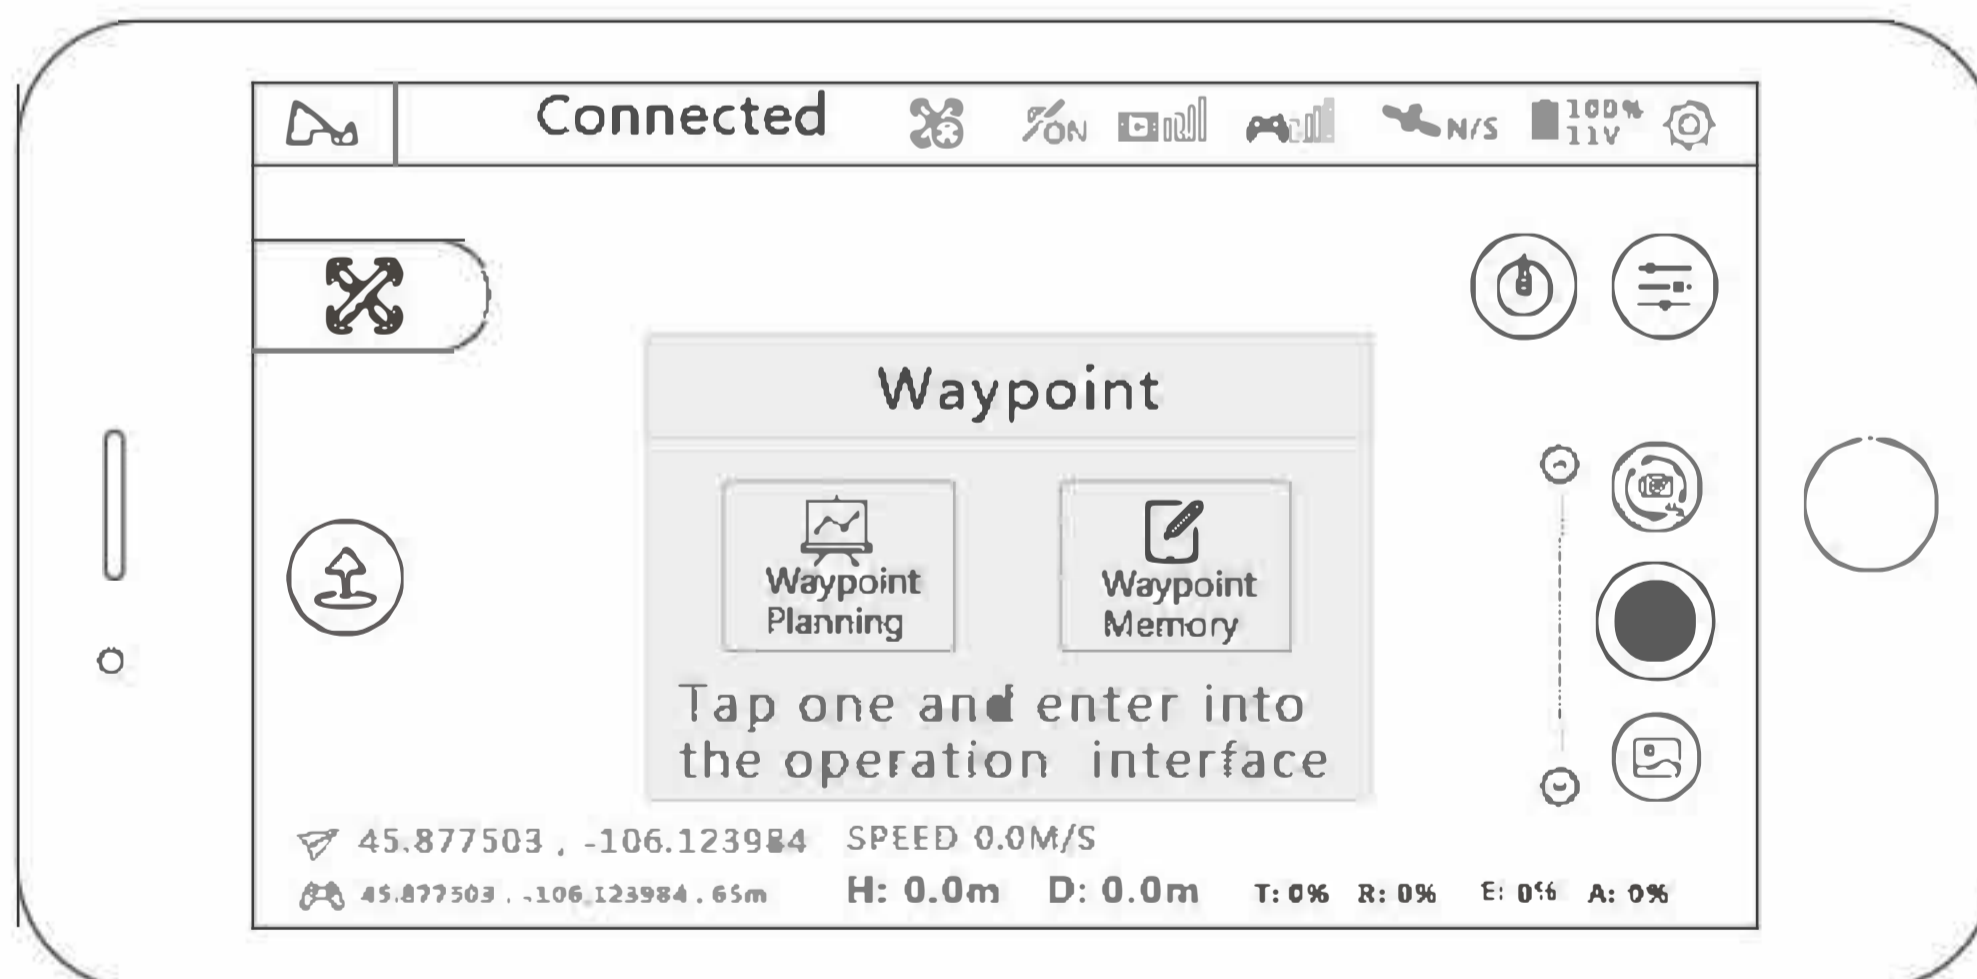 Connected ON N/S 100% 11V
Waypoint
Waypoint Planning
Waypoint Memory
Tap one and enter into
the operation interface
45.877503 , -106.123984 SPEED 0.0M/S
45.877503 , -106.123984 . 65m H: 0.0m D: 0.0m T: 0% R: 0% E: 0% A: 0%